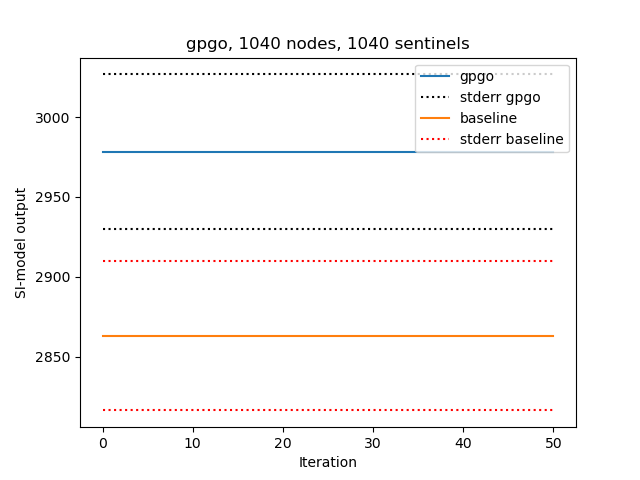 gpgo, 1040 nodes, 1040 sentinels
gpgo
stderr gpgo
baseline
stderr baseline
SI-model output
3000
2950
2900
2850
0 10 20 30 40 50
Iteration